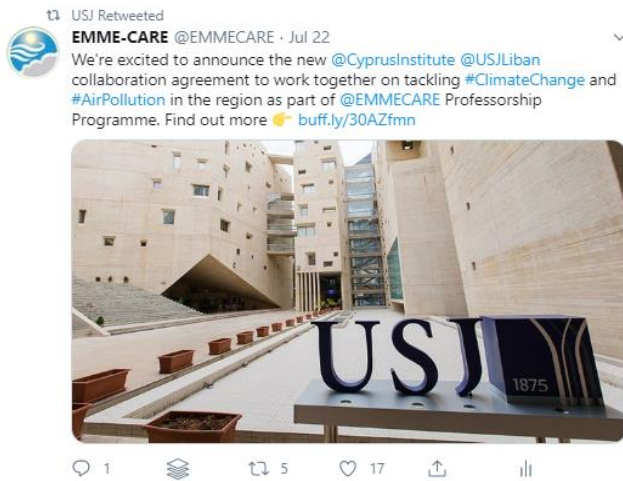 USJ Retweeted
EMME-CARE @EMMECARE · Jul 22
We're excited to announce the new @CyprusInstitute @USJLiban
collaboration agreement to work together on tackling #ClimateChange and
#AirPollution in the region as part of @EMMECARE Professorship
Programme. Find out more 👉 buff.ly/30AZfmn
USJ 1875
1 5 17